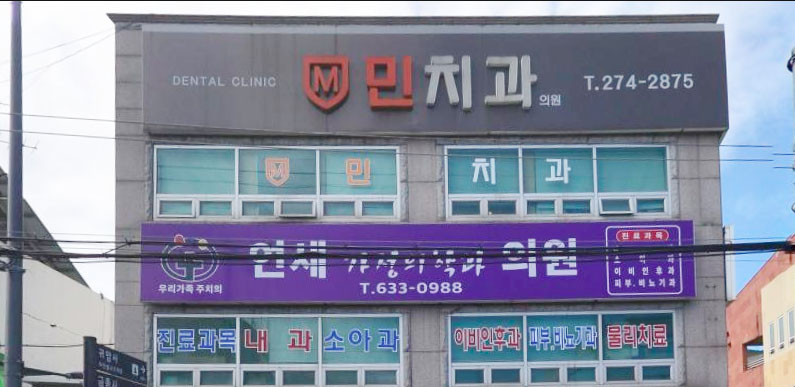 DENTAL CLINIC M 민치과 의원 T.274-2875
M 민 치 과
연세 가정의학과 의원
우리가족 주치의
T.633-0988
진료과목
이비인후과
피부.비뇨기과
진료과목 내 과 소아과 이비인후과 피부.비뇨기과 물리치료